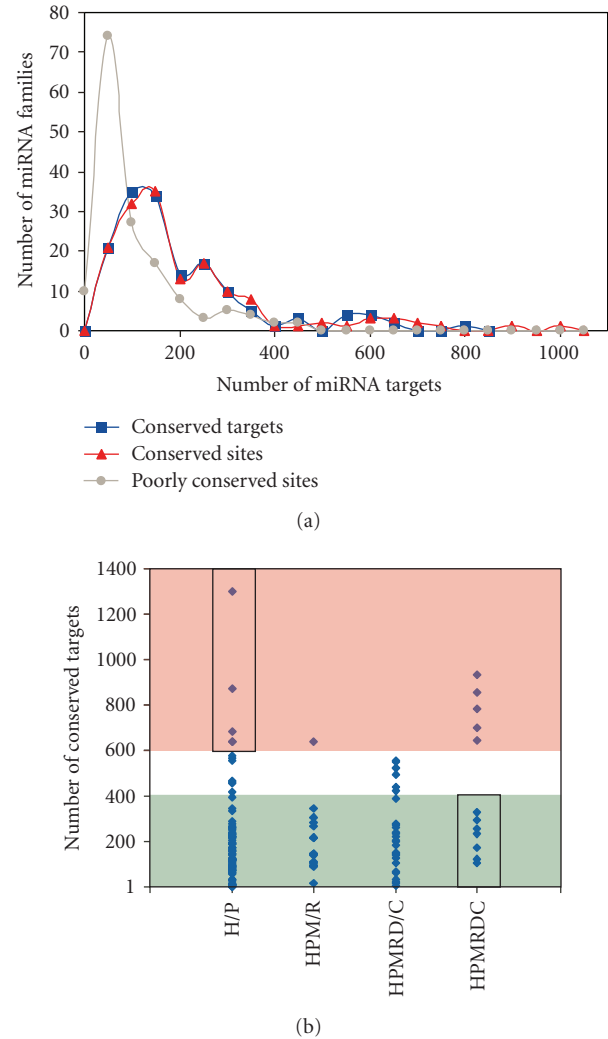 80
70
60
50
40
30
20
10
0
Number of miRNA families
0 200 400 600 800 1000
Number of miRNA targets
Conserved targets
Conserved sites
Poorly conserved sites
(a)
1400
1200
1000
800
600
400
200
1
Number of conserved targets
H/P
HPM/R
HPMRD/C
HPMRDC
(b)